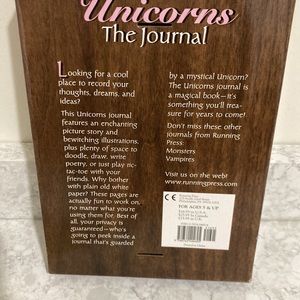 Unicorns
The Journal
Looking for a cool
place to record your
thoughts, dreams, and
ideas?
This Unicorns journal
features an enchanting
picture story and
bewitching illustrations,
plus plenty of space to
doodle, draw, write
poetry, or just play tic-
tac-toe with your
friends. Why bother
with plain old white
paper? These pages are
actually fun to work on,
no matter what you're
using them for. Best of
all, your privacy is
guaranteed—who's
going to peek inside a
journal that's guarded
by a mystical Unicorn?
The Unicorns journal is
a magical book—it's
something you'll trea-
sure for years to come!
Don't miss these other
journals from Running
Press:
Monsters
Vampires
Visit us on the web!
www.runningpress.com
FOR AGES 5 & UP